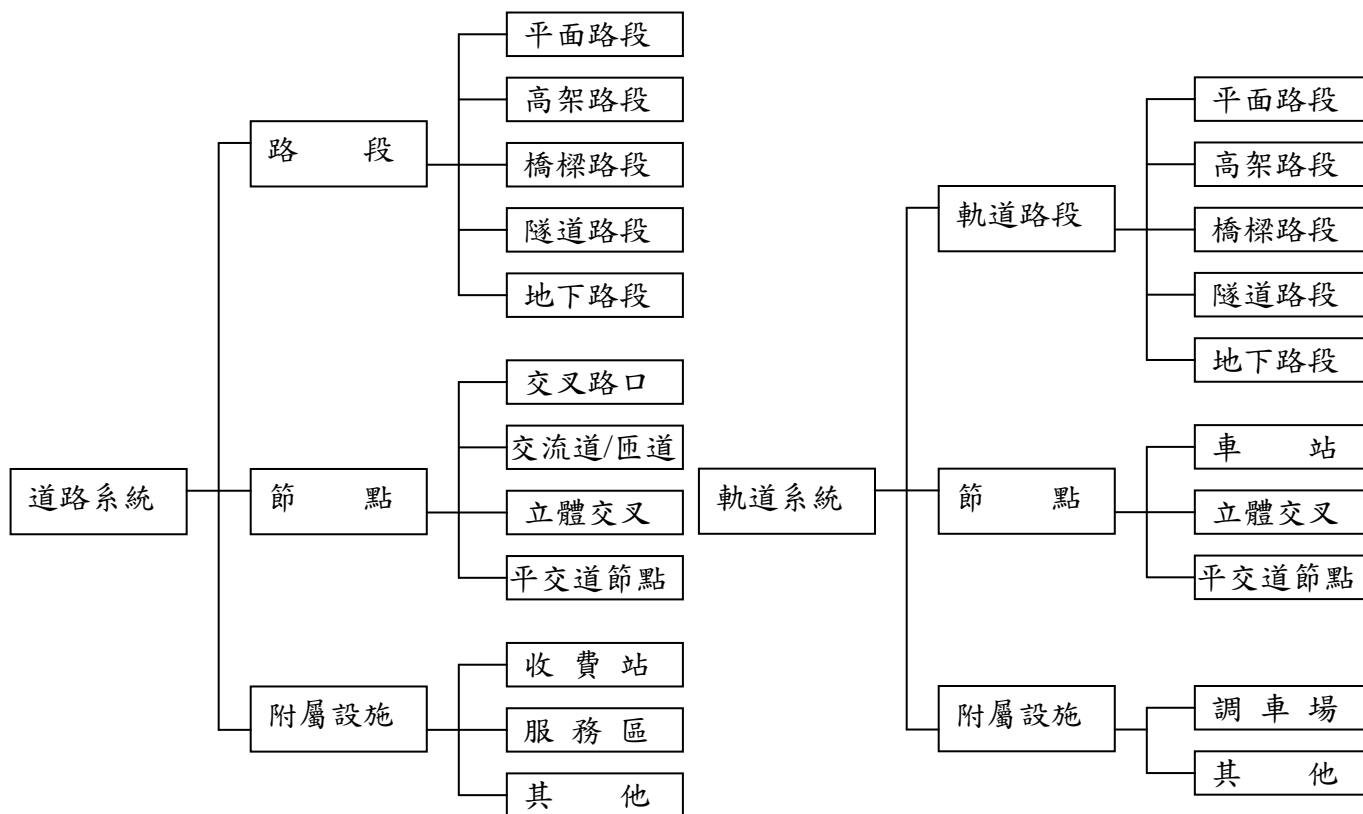 道路系統
路 段
平面路段
高架路段
橋樑路段
隧道路段
地下路段
節 點
交叉路口
交流道/匝道
立體交叉
平交道節點
附屬設施
收 費 站
服 務 區
其 他
軌道系統
軌道路段
平面路段
高架路段
橋樑路段
隧道路段
地下路段
節 點
車 站
立體交叉
平交道節點
附屬設施
調 車 場
其 他